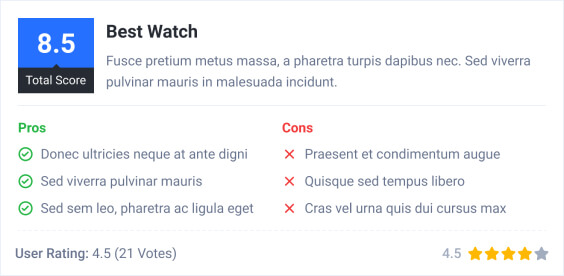 8.5
Total Score
Best Watch
Fusce pretium metus massa, a pharetra turpis dapibus nec. Sed viverra
pulvinar mauris in malesuada incidunt.
Pros
Donec ultricies neque at ante digni
Sed viverra pulvinar mauris
Sed sem leo, pharetra ac ligula eget
Cons
Praesent et condimentum augue
Quisque sed tempus libero
Cras vel urna quis dui cursus max
User Rating: 4.5 (21 Votes)
4.5